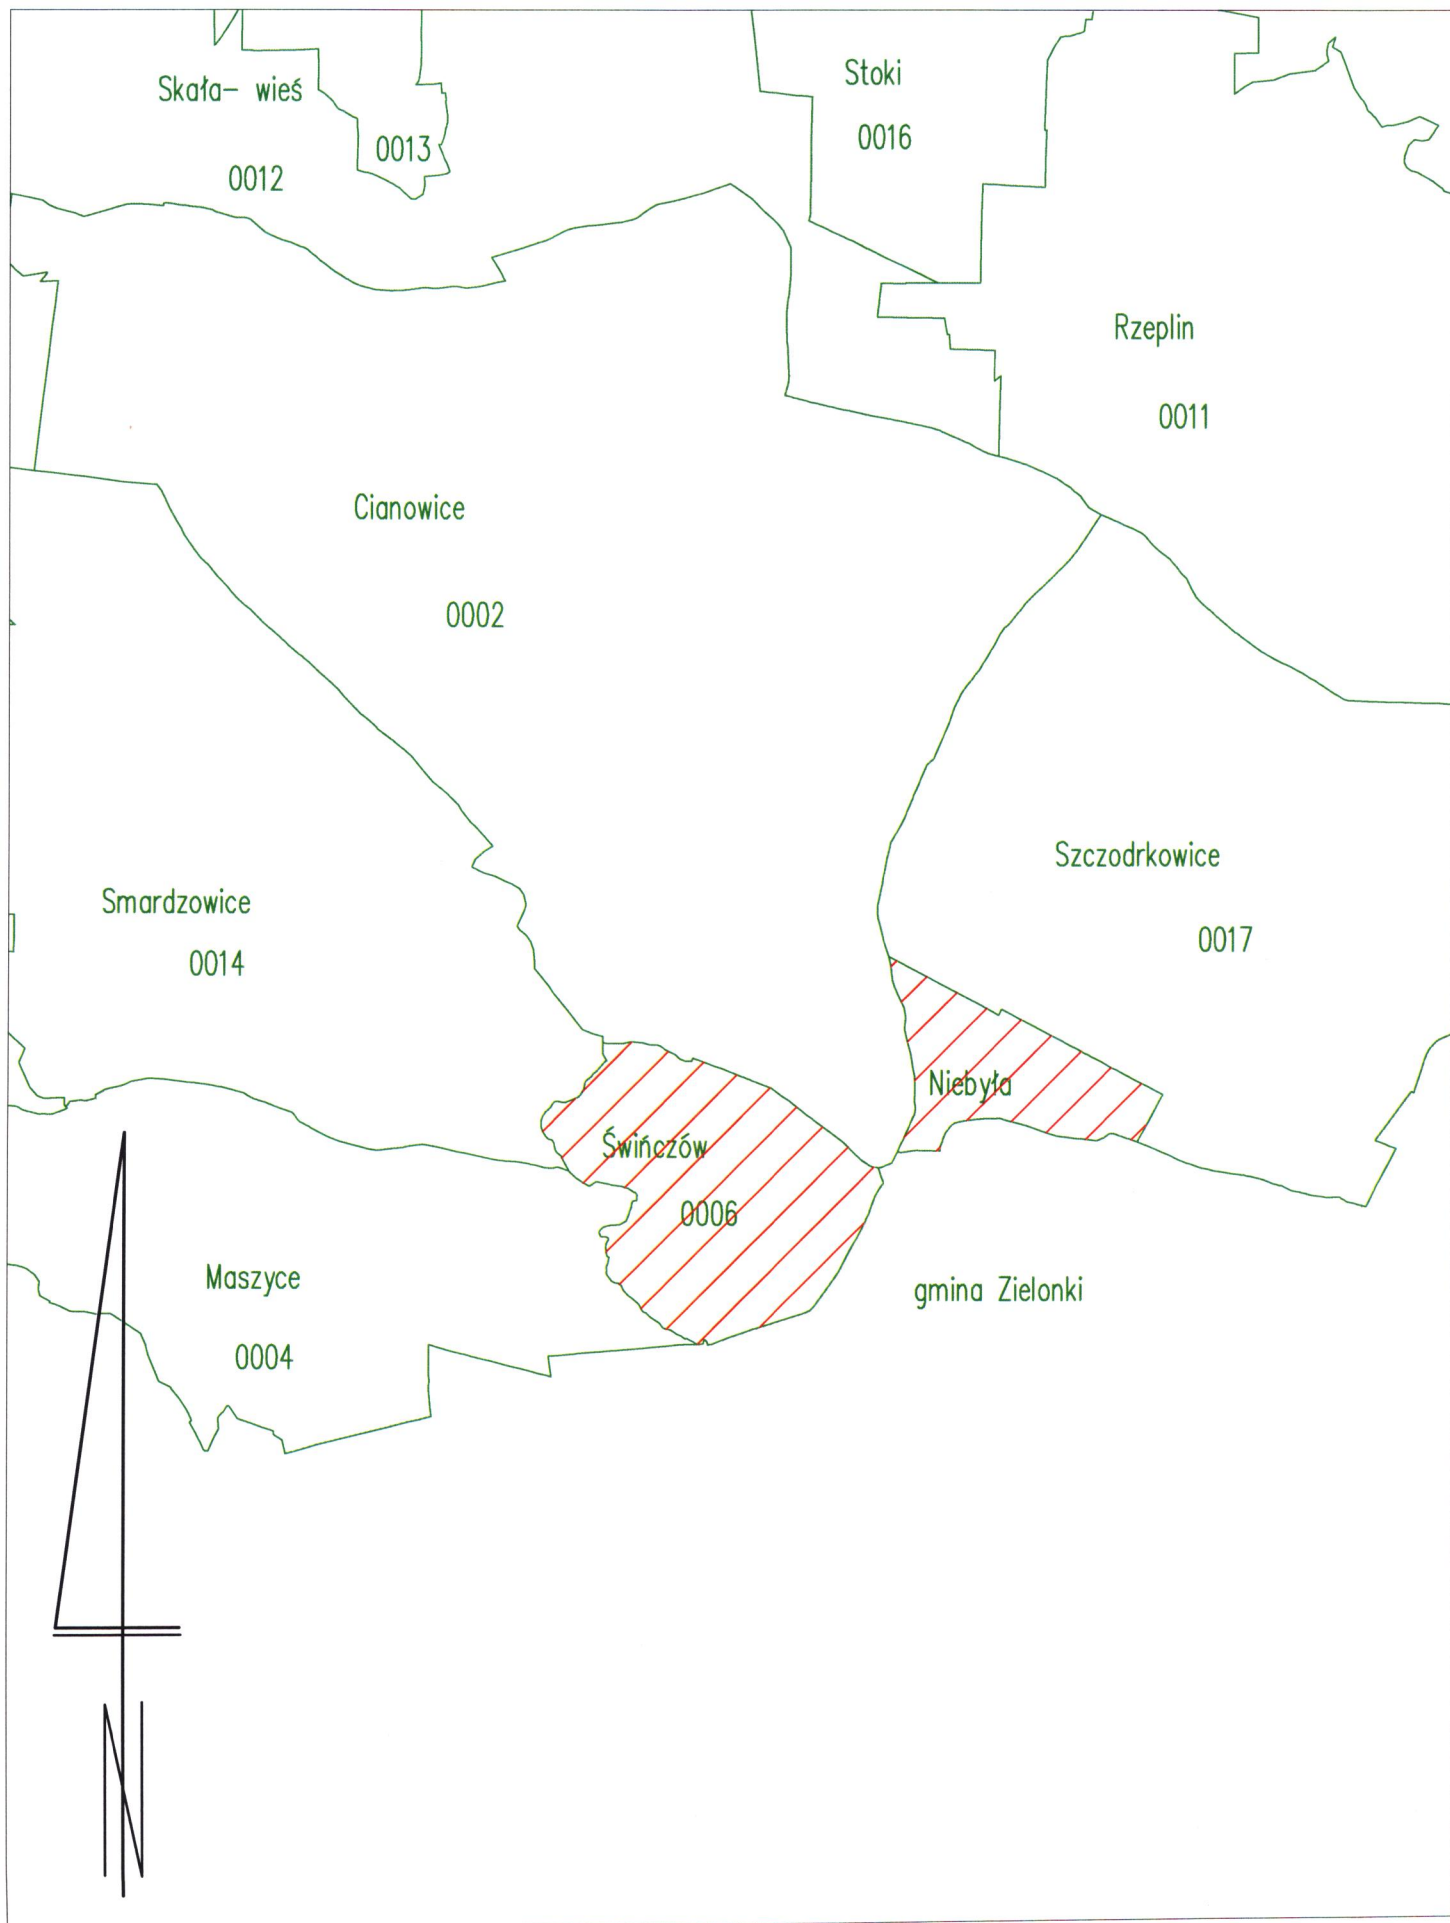 Skała- wieś
0012
0013
Stoki
0016
Rzeplin
0011
Cianowice
0002
Szczodrkowice
0017
Smardzowice
0014
Niebyła
Świńczów
0006
Maszyce
0004
gmina Zielonki
N